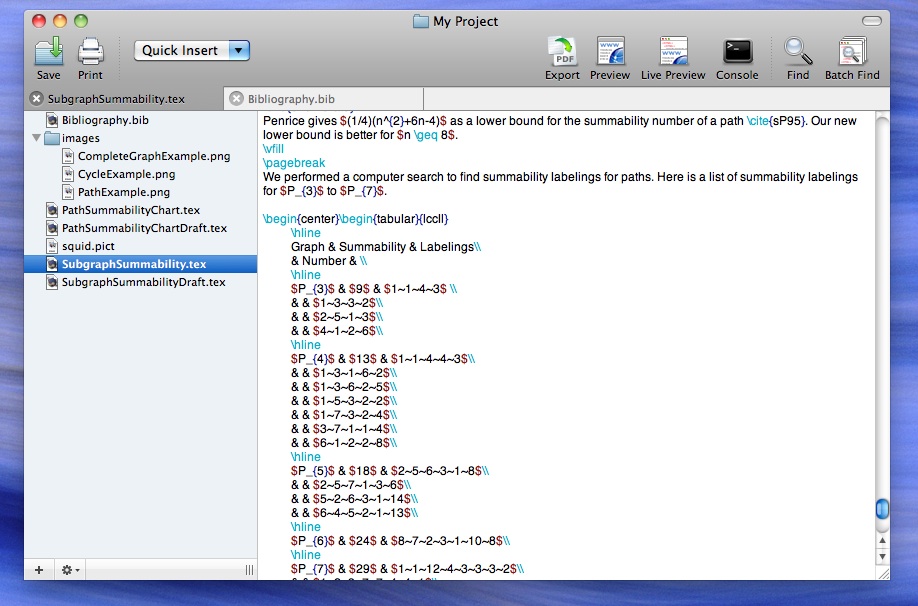 My Project
Save
Print
Quick Insert
Export
Preview
Live Preview
Console
Find
Batch Find
SubgraphSummability.tex
Bibliography.bib
Bibliography.bib
images
CompleteGraphExample.png
CycleExample.png
PathExample.png
PathSummabilityChart.tex
PathSummabilityChartDraft.tex
squid.pict
SubgraphSummability.tex
SubgraphSummabilityDraft.tex
Penrice gives $(1/4)(n^{2}+6n-4)$ as a lower bound for the summability number of a path \cite{sP95}. Our new
lower bound is better for $n \geq 8$.
\vfill
\pagebreak
We performed a computer search to find summability labelings for paths. Here is a list of summability labelings
for $P_{3}$ to $P_{7}$.
\begin{center}\begin{tabular}{lccll}
\hline
Graph & Summability & Labelings\\
& Number & \\
\hline
$P_{3}$ & $9$ & $1~1~4~3$ \\
& & $1~3~3~2$\\
& & $2~5~1~3$\\
& & $4~1~2~6$\\
\hline
$P_{4}$ & $13$ & $1~1~4~4~3$\\
& & $1~3~1~6~2$\\
& & $1~3~6~2~5$\\
& & $1~5~3~2~2$\\
& & $1~7~3~2~4$\\
& & $3~7~1~1~4$\\
& & $6~1~2~2~8$\\
\hline
$P_{5}$ & $18$ & $2~5~6~3~1~8$\\
& & $2~5~7~1~3~6$\\
& & $5~2~6~3~1~14$\\
& & $6~4~5~2~1~13$\\
\hline
$P_{6}$ & $24$ & $8~7~2~3~1~10~8$\\
\hline
$P_{7}$ & $29$ & $1~1~12~4~3~3~3~2$\\